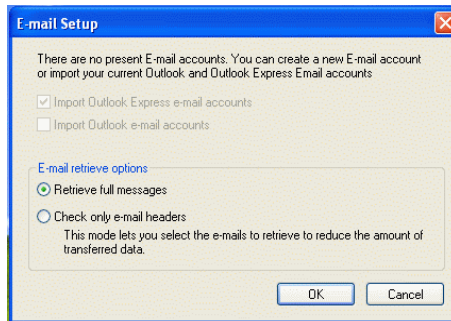 E-mail Setup
There are no present E-mail accounts. You can create a new E-mail account
or import your current Outlook and Outlook Express Email accounts
Import Outlook Express e-mail accounts
Import Outlook e-mail accounts
E-mail retrieve options
Retrieve full messages
Check only e-mail headers
This mode lets you select the e-mails to retrieve to reduce the amount of
transferred data.
OK Cancel